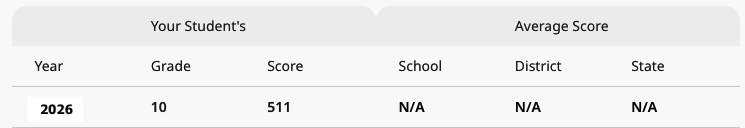 Your Student's Average Score
Year Grade Score School District State
2026 10 511 N/A N/A N/A